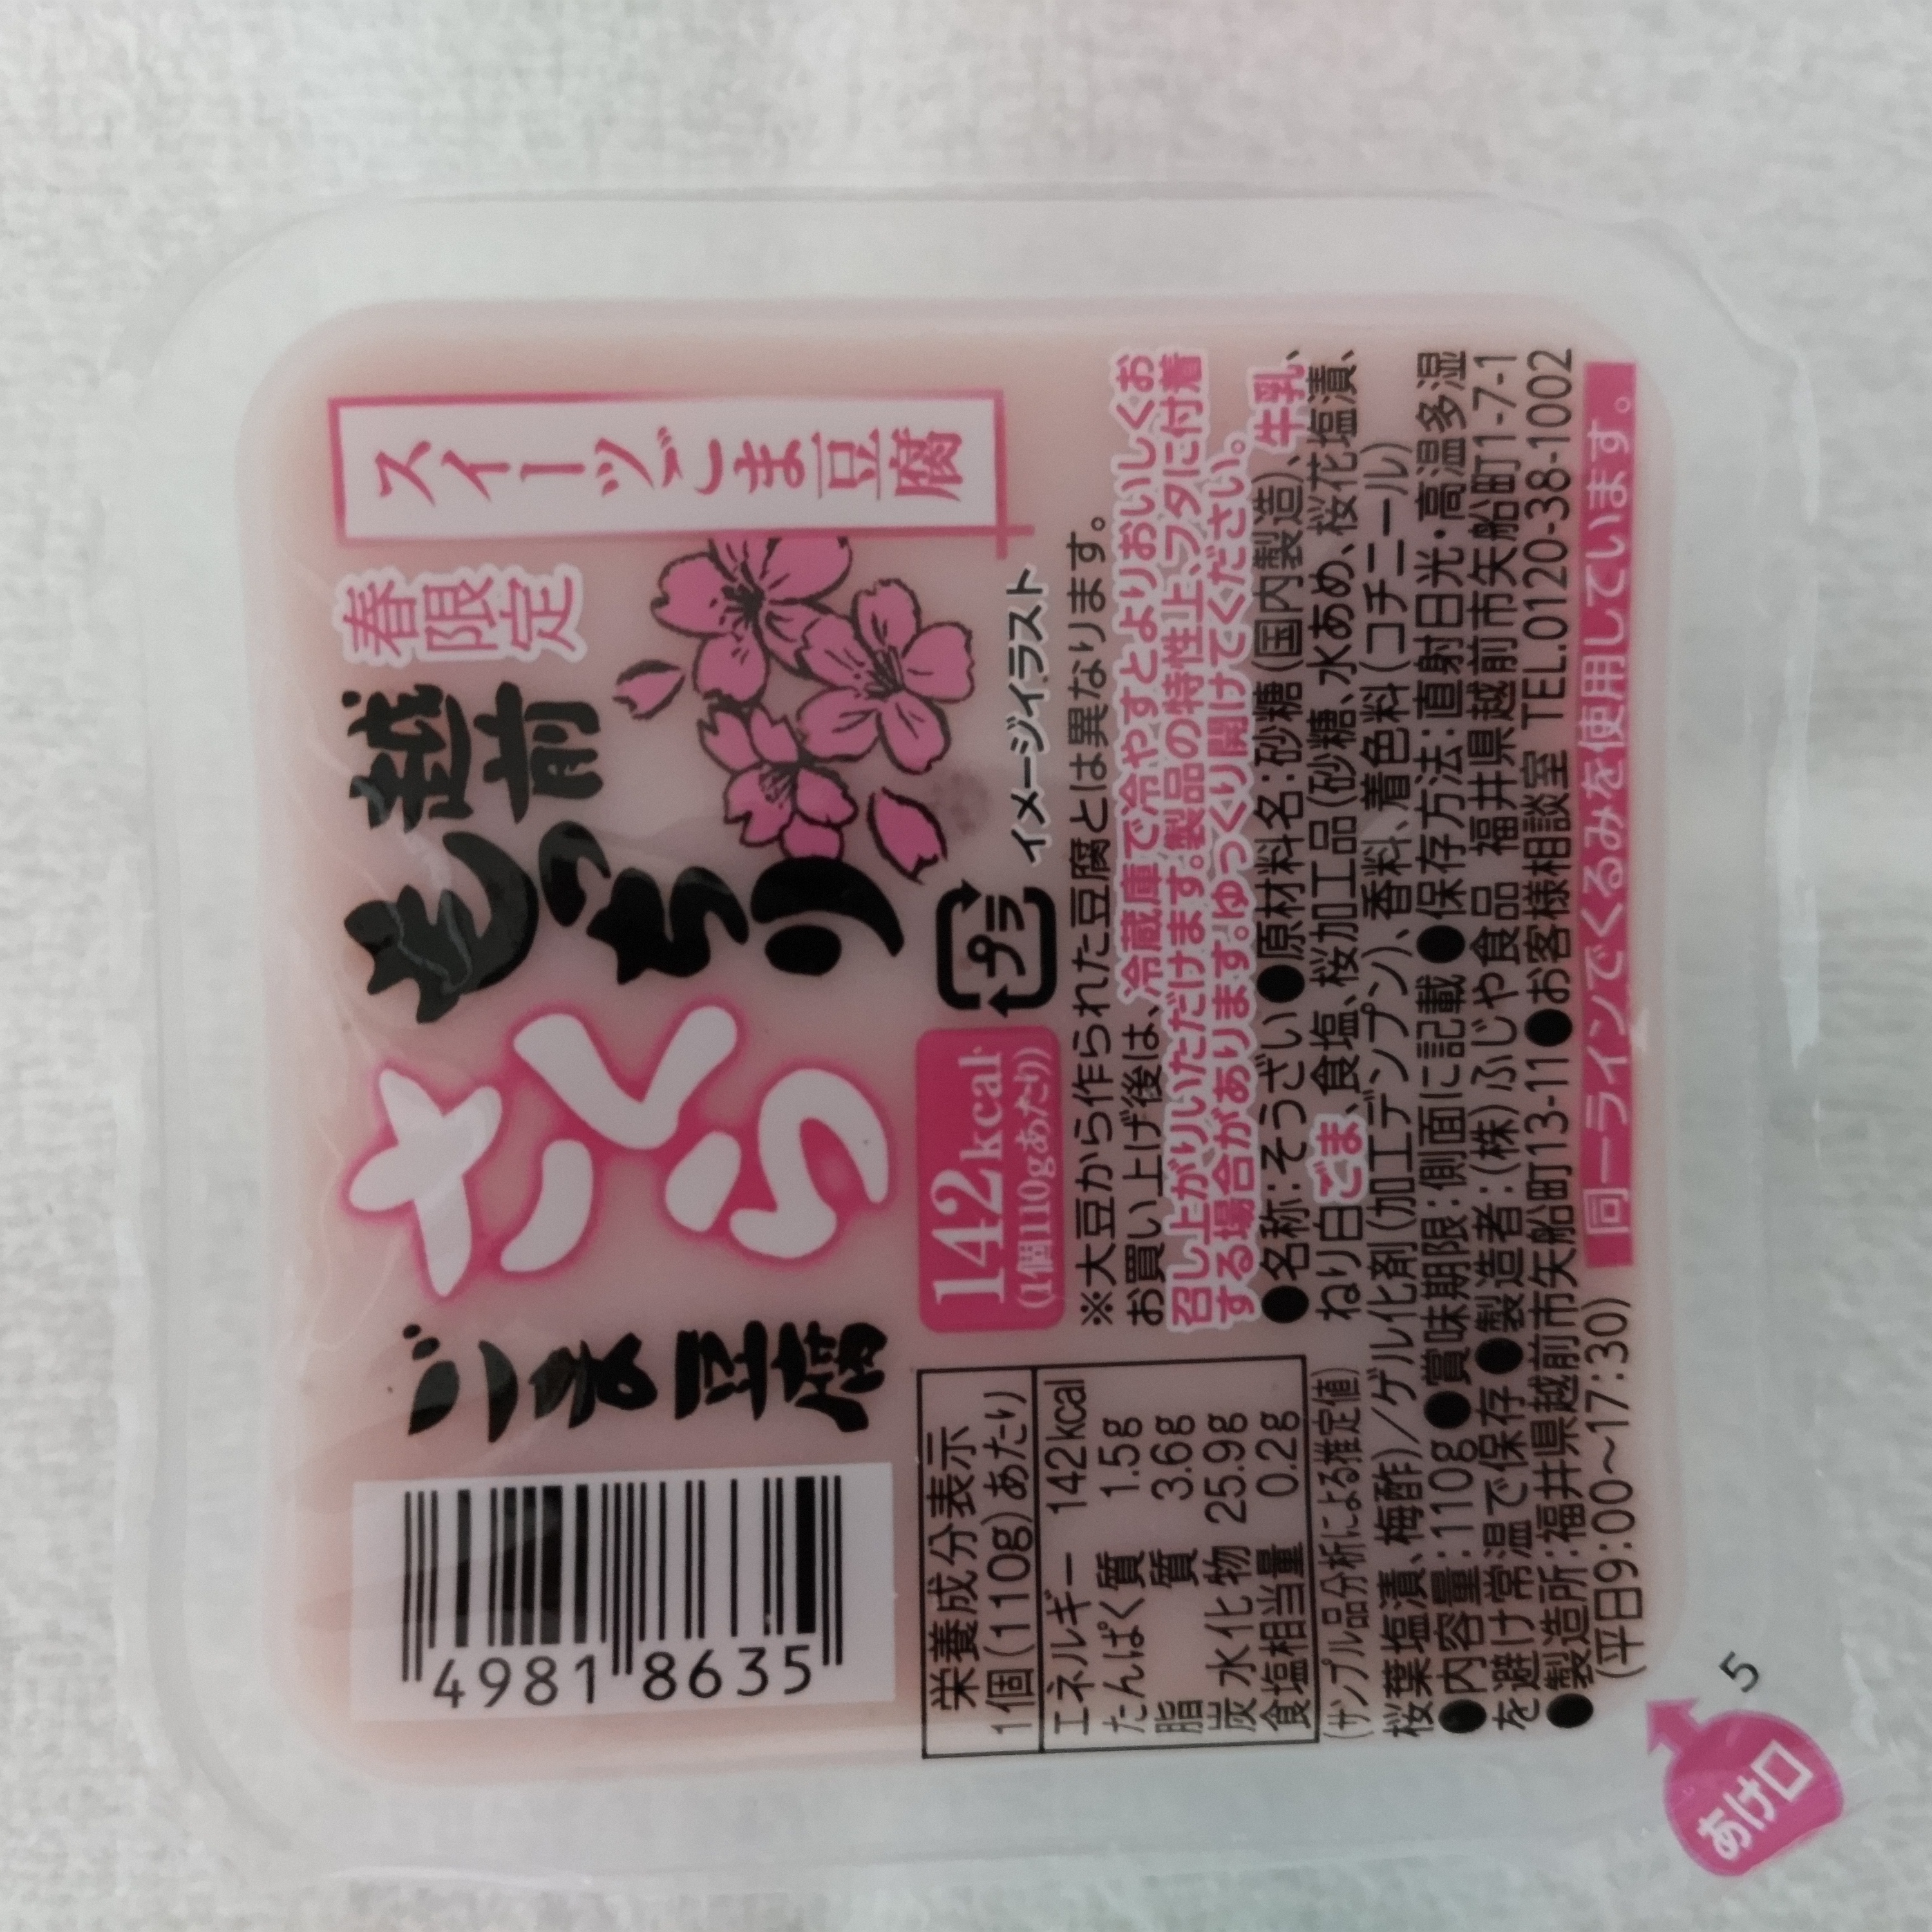 スイーツごま豆腐
春限定
越前
もっちり
さくら
ごま豆腐
イメージイラスト
プラ
142kcal
(1個110gあたり)
4981 8635
栄養成分表示
1個(110g)あたり
エネルギー 142kcal
たんぱく質 1.5g
脂質 3.6g
炭水化物 25.9g
食塩相当量 0.2g
(サンプル品分析による推定値)
※大豆から作られた豆腐とは異なります。
お買い上げ後は、冷蔵庫で冷やすとよりおいしくお
召し上がりいただけます。製品の特性上、フタに付着
する場合があります。ゆっくり開けてください。
●名称:そうざい●原材料名:砂糖(国内製造)、牛乳、
ねり白ごま、食塩、桜加工品(砂糖、水あめ、桜花塩漬、
桜葉塩漬、梅酢)/ゲル化剤(加工デンプン)、香料、着色料(コチニール)
●内容量:110g●賞味期限:側面に記載●保存方法:直射日光・高温多湿
を避け常温で保存●製造者:(株)ふじや食品 福井県越前市矢船町1-7-1
●製造所:福井県越前市矢船町13-11●お客様相談室 TEL.0120-38-1002
(平日9:00~17:30)
同一ラインでくるみを使用しています。
あけ口
5